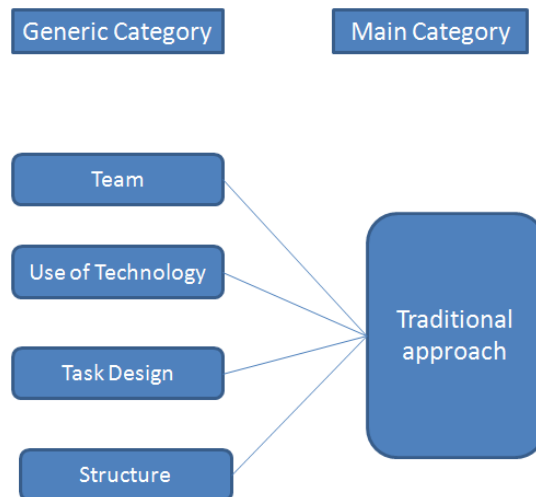 Generic Category
Main Category
Team
Use of Technology
Task Design
Structure
Traditional
approach